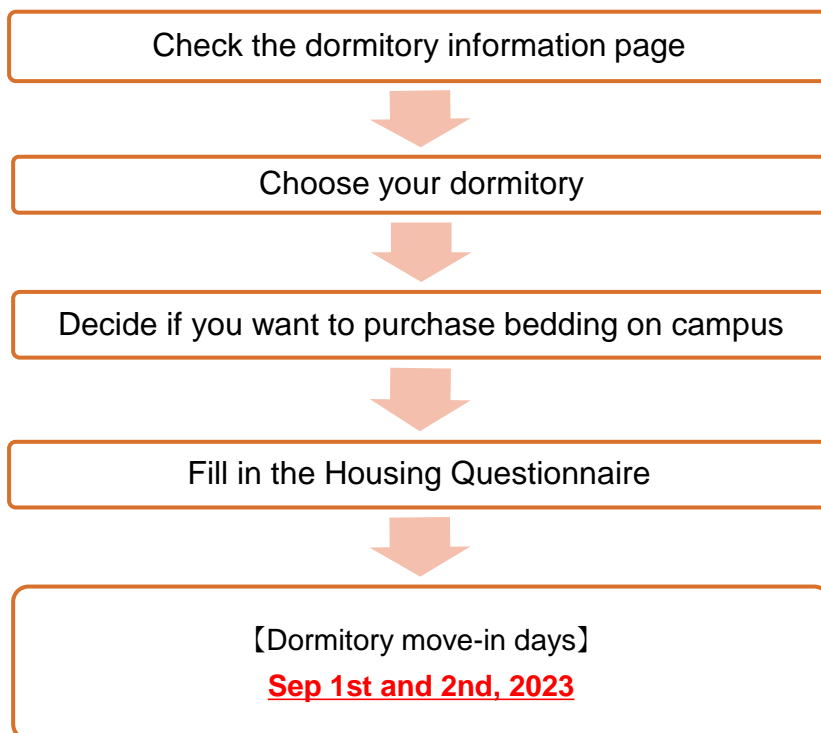 Check the dormitory information page
Choose your dormitory
Decide if you want to purchase bedding on campus
Fill in the Housing Questionnaire
【Dormitory move-in days】
Sep 1st and 2nd, 2023